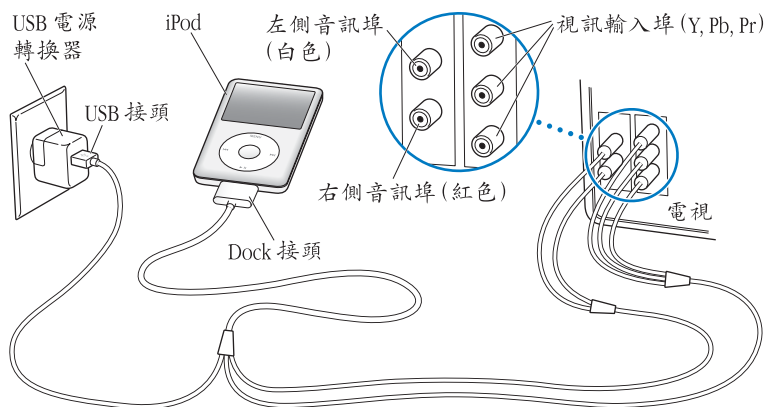 USB 電源
轉換器
iPod
左側音訊埠
(白色)
視訊輸入埠 (Y, Pb, Pr)
USB 接頭
右側音訊埠 (紅色)
電視
Dock 接頭